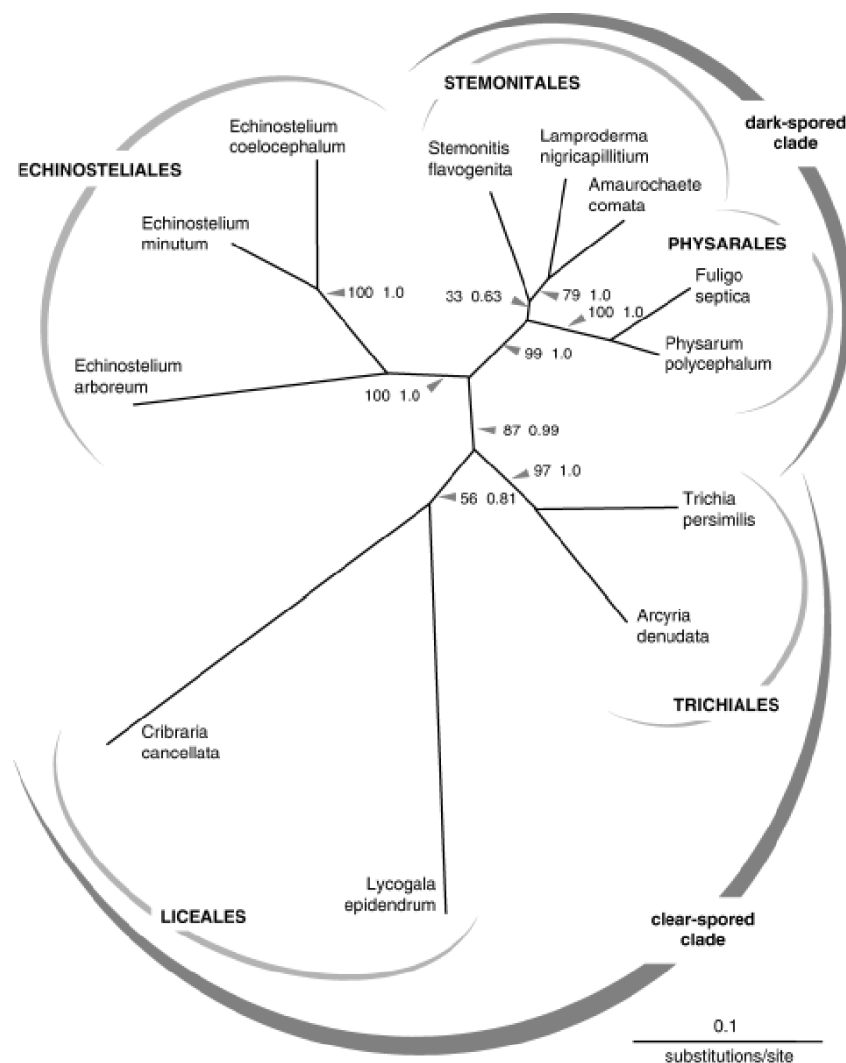 STEMONITALES
dark-spored
clade
Echinostelium
coelocephalum
Lamproderma
nigricapillitium
Stemonitis
flavogenita
ECHINOSTELIALES
Amaurochaete
comata
Echinostelium
minutum
PHYSARALES
Fuligo
septica
100 1.0
33 0.63
79 1.0
100 1.0
Physarum
polycephalum
99 1.0
Echinostelium
arboreum
100 1.0
87 0.99
97 1.0
56 0.81
Trichia
persimilis
Arcyria
denudata
TRICHIALES
Cribraria
cancellata
Lycogala
epidendrum
LICEALES
clear-spored
clade
0.1
substitutions/site